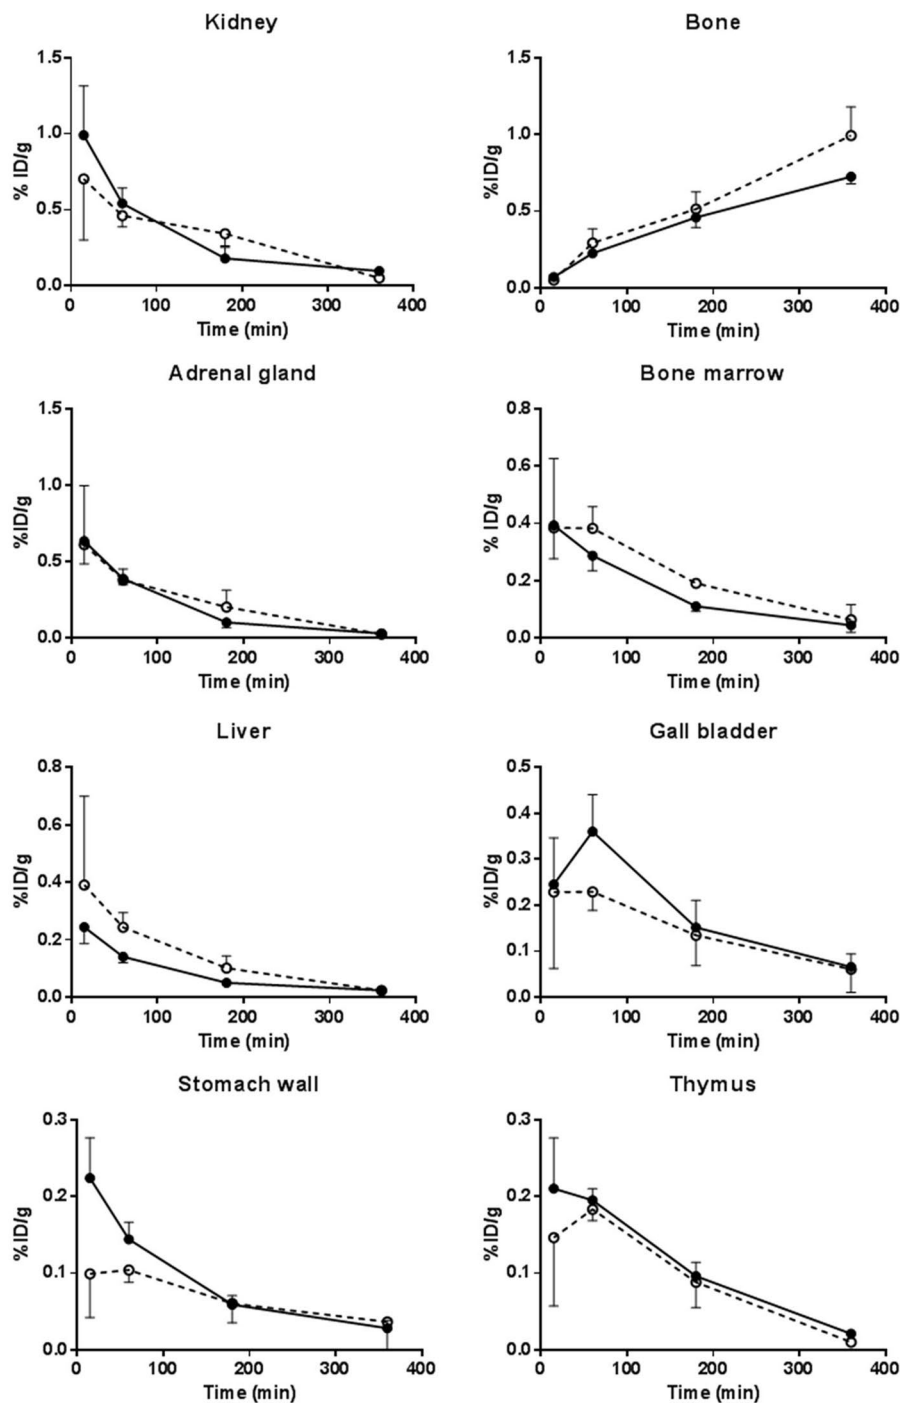 Kidney
1.5
1.0
0.5
0.0
% ID/g
0 100 200 300 400
Time (min)
Bone
1.5
1.0
0.5
0.0
%ID/g
0 100 200 300 400
Time (min)
Adrenal gland
1.5
1.0
0.5
0.0
%ID/g
0 100 200 300 400
Time (min)
Bone marrow
0.8
0.6
0.4
0.2
0.0
% ID/g
0 100 200 300 400
Time (min)
Liver
0.8
0.6
0.4
0.2
0.0
%ID/g
0 100 200 300 400
Time (min)
Gall bladder
0.5
0.4
0.3
0.2
0.1
0.0
%ID/g
0 100 200 300 400
Time (min)
Stomach wall
0.3
0.2
0.1
0.0
%ID/g
0 100 200 300 400
Time (min)
Thymus
0.3
0.2
0.1
0.0
%ID/g
0 100 200 300 400
Time (min)